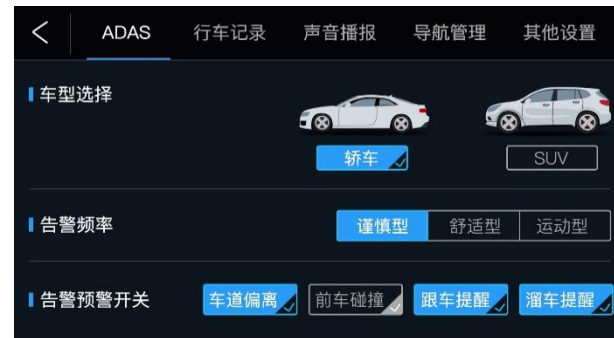 ADAS 行车记录 声音播报 导航管理 其他设置
车型选择
轿车 SUV
告警频率 谨慎型 舒适型 运动型
告警预警开关 车道偏离 前车碰撞 跟车提醒 溜车提醒